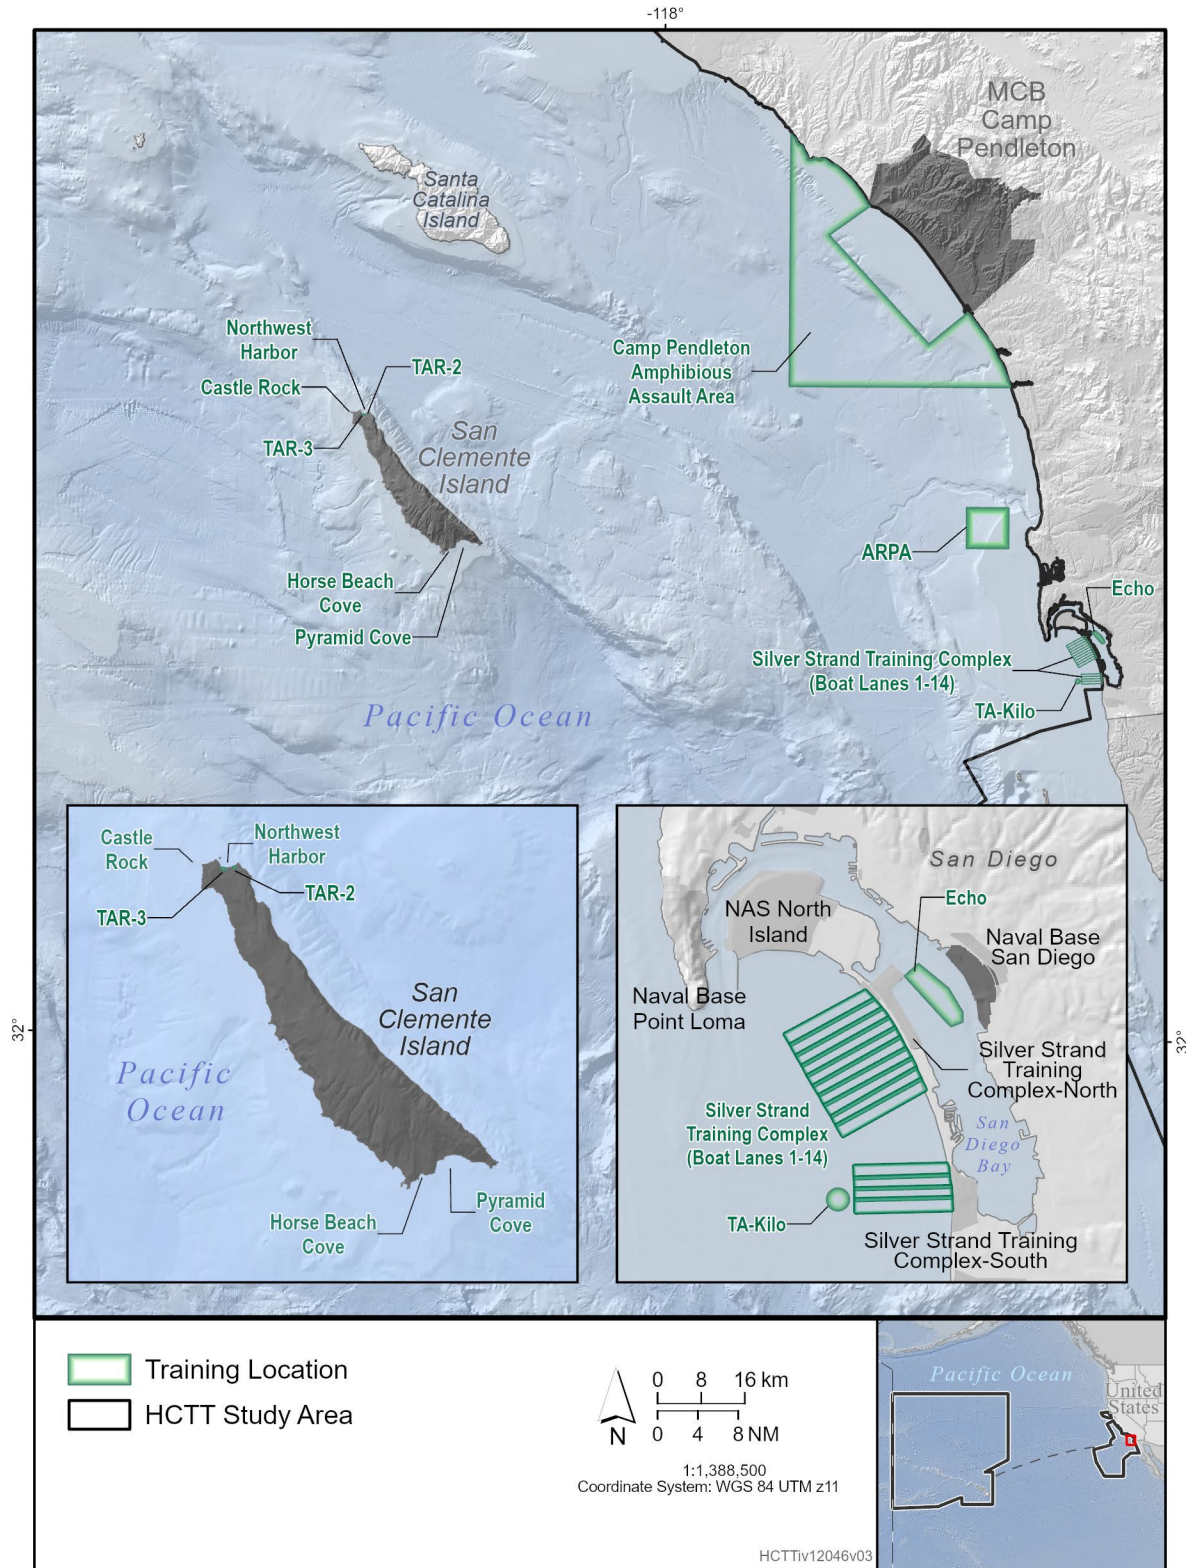 -118°
MCB
Camp
Pendleton
Santa
Catalina
Island
Northwest
Harbor
TAR-2
Castle Rock
TAR-3
San
Clemente
Island
Camp Pendleton
Amphibious
Assault Area
ARPA
Echo
Horse Beach
Cove
Pyramid Cove
Silver Strand Training Complex
(Boat Lanes 1-14)
TA-Kilo
Pacific Ocean
Castle
Rock
Northwest
Harbor
TAR-2
TAR-3
San
Clemente
Island
Pacific
Ocean
Horse Beach
Cove
Pyramid
Cove
San Diego
Echo
NAS North
Island
Naval Base
San Diego
Naval Base
Point Loma
Silver Strand
Training
Complex-North
Silver Strand
Training Complex
(Boat Lanes 1-14)
San
Diego
Bay
TA-Kilo
Silver Strand Training
Complex-South
32°
32°
Training Location
HCTT Study Area
N
0 8 16 km
0 4 8 NM
1:1,388,500
Coordinate System: WGS 84 UTM z11
HCTTiv12046v03
Pacific Ocean
United
States